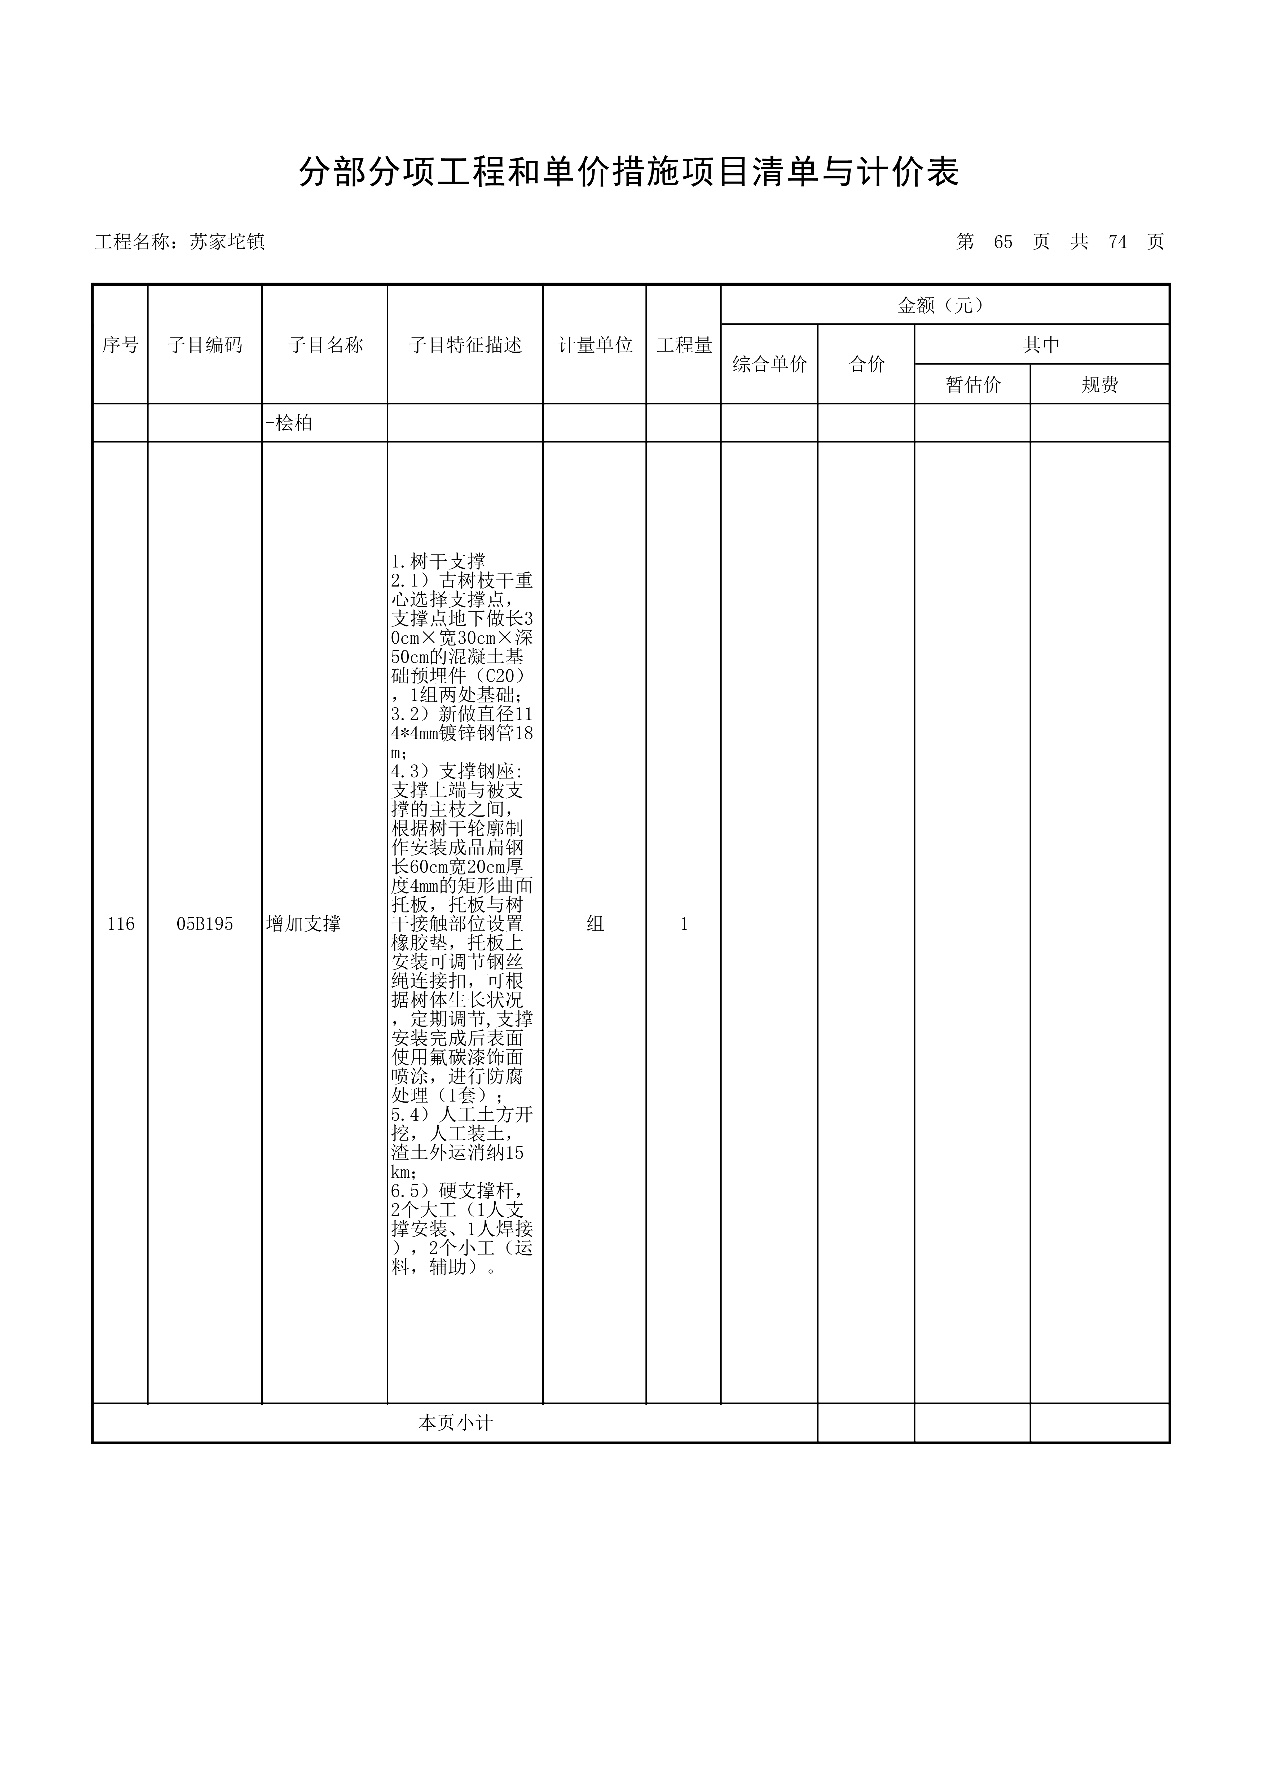 分部分项工程和单价措施项目清单与计价表
工程名称：苏家坨镇
第 65 页 共 74 页
序号 子目编码 子目名称 子目特征描述 计量单位 工程量 金额（元）
综合单价 合价 其中
暂估价 规费
-桧柏
116 05B195 增加支撑
1.树干支撑
2.1）古树枝干重
心选择支撑点，
支撑点地下做长3
0cm×宽30cm×深
50cm的混凝土基
础预埋件（C20）
，1组两处基础；
3.2）新做直径11
4*4mm镀锌钢管18
m；
4.3）支撑钢座：
支撑上端与被支
撑的主枝之间，
根据树干轮廓制
作安装成品扁钢
长60cm宽20cm厚
度4mm的矩形曲面
托板，托板与树
干接触部位设置
橡胶垫，托板上
安装可调节钢丝
绳连接扣，可根
据树体生长状况
，定期调节,支撑
安装完成后表面
使用氟碳漆饰面
喷涂，进行防腐
处理（1套）；
5.4）人工土方开
挖，人工装土，
渣土外运消纳15
km；
6.5）硬支撑杆，
2个大工（1人支
撑安装、1人焊接
），2个小工（运
料，辅助）。
组 1
本页小计